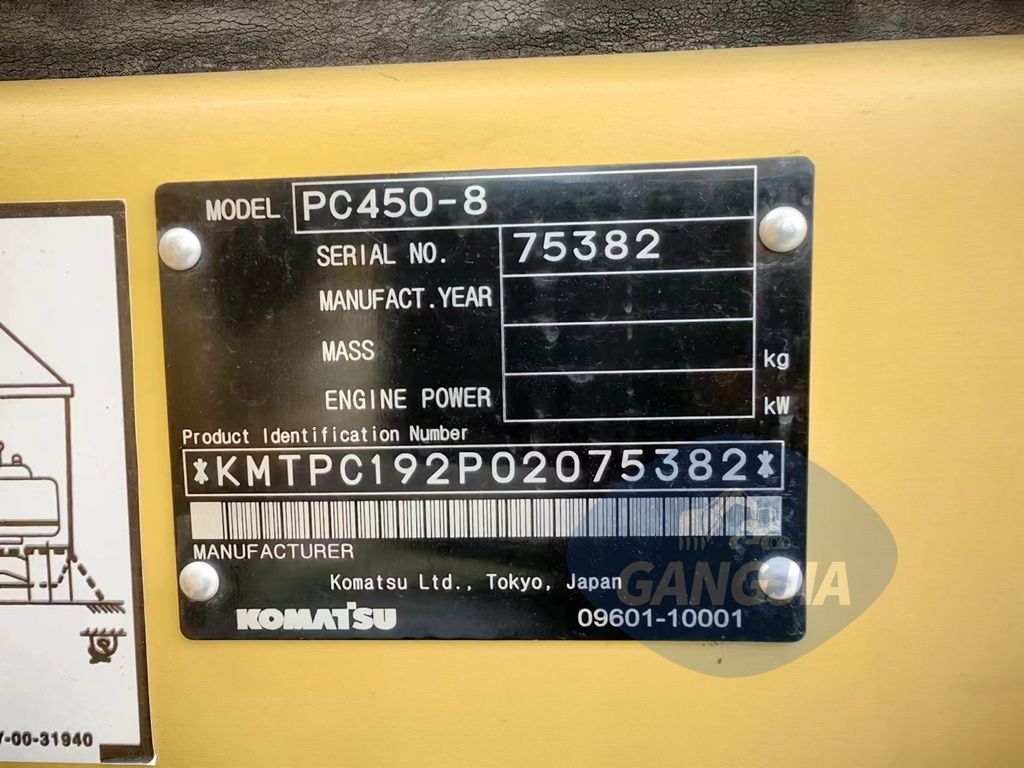 MODEL PC450-8
SERIAL NO. 75382
MANUFACT.YEAR
MASS kg
ENGINE POWER kW
Product Identification Number
*KMTPC192P02075382*
MANUFACTURER
Komatsu Ltd., Tokyo, Japan
KOMATSU 09601-10001
GANGJIA
-00-31940